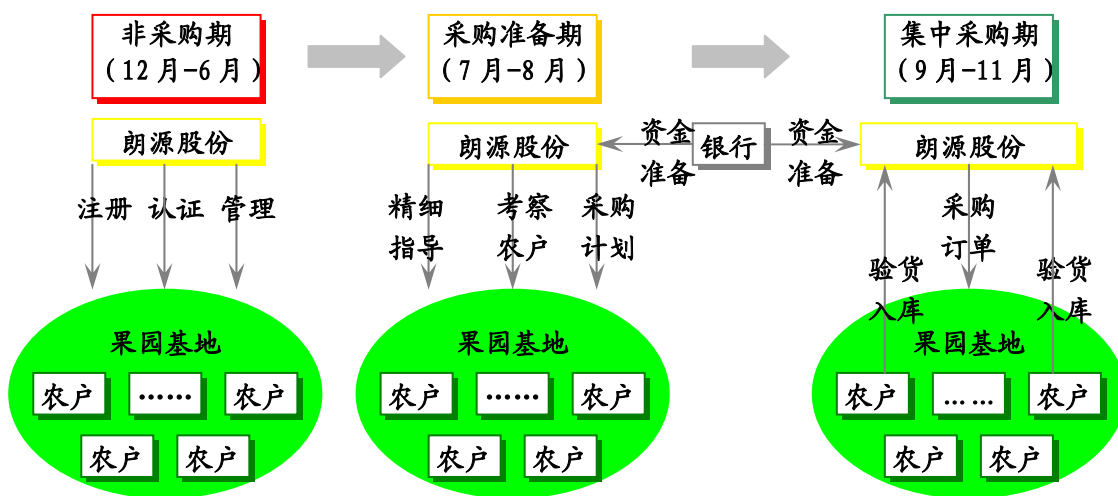 非采购期
（12月-6月）
采购准备期
（7月-8月）
集中采购期
（9月-11月）
朗源股份
朗源股份
资金
准备
银行
资金
准备
朗源股份
注册
认证
管理
精细
指导
考察
农户
采购
计划
验货
入库
采购
订单
验货
入库
果园基地
农户
……
农户
农户
农户
果园基地
农户
……
农户
农户
农户
果园基地
农户
……
农户
农户
农户